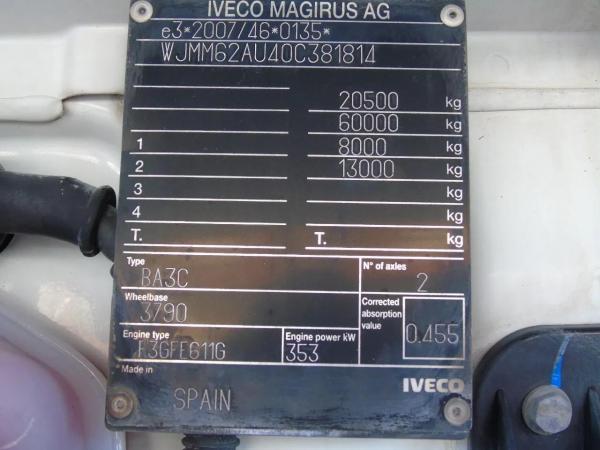 IVECO MAGIRUS AG
e3*2007/46*0135*
WJMM62AU40C381814
20500 kg
60000 kg
1 8000 kg
2 13000 kg
3 kg
4 kg
T. T. kg
Type
BA3C
N° of axles
2
Wheelbase
3790
Corrected absorption value
0.455
Engine type
F3GFE611G
Engine power kW
353
Made in
SPAIN
IVECO